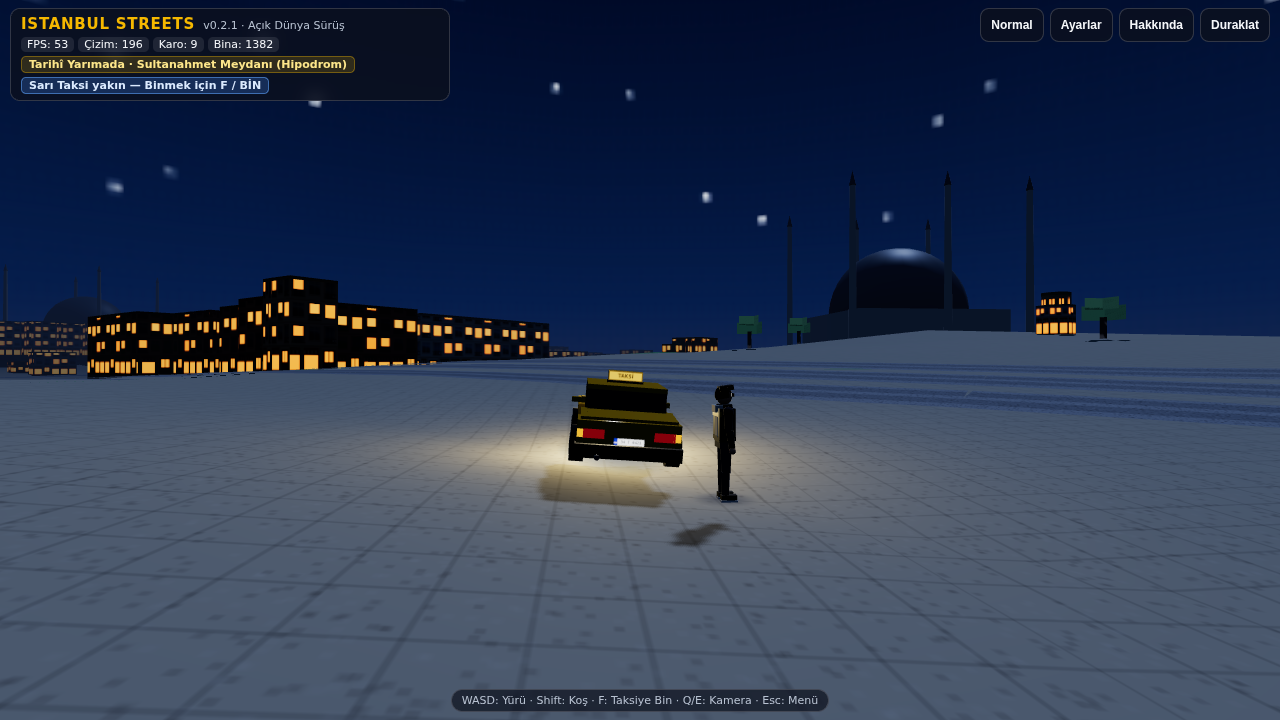 ISTANBUL STREETS v0.2.1 · Açık Dünya Sürüş
FPS: 53 Çizim: 196 Karo: 9 Bina: 1382
Tarihî Yarımada · Sultanahmet Meydanı (Hipodrom)
Sarı Taksi yakın — Binmek için F / BİN
Normal Ayarlar Hakkında Duraklat
TAKSİ
WASD: Yürü · Shift: Koş · F: Taksiye Bin · Q/E: Kamera · Esc: Menü